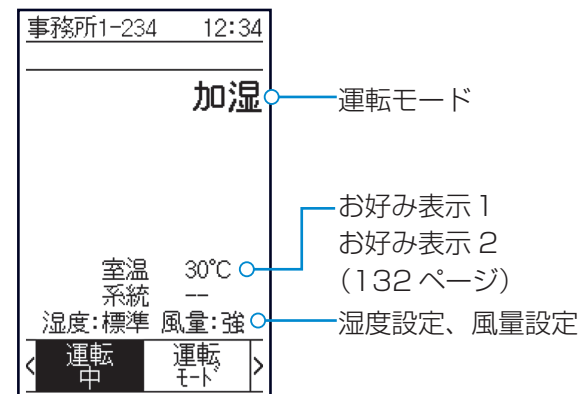 事務所1-234 12:34
加湿
運転モード
お好み表示1
お好み表示2
(132ページ)
室温 30℃
系統 --
湿度:標準 風量:強
湿度設定、風量設定
< 運転中 運転モード >